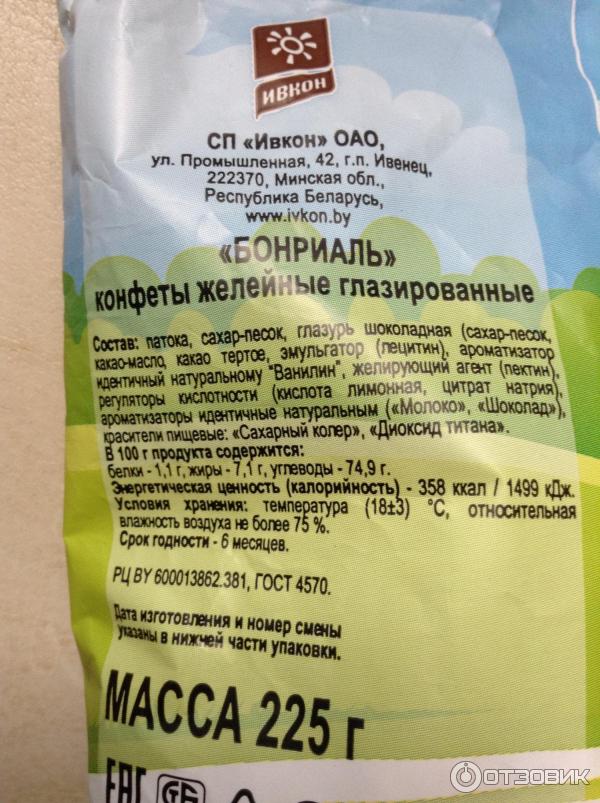 ИВКОН
СП «Ивкон» ОАО,
ул. Промышленная, 42, г.п. Ивенец,
222370, Минская обл.,
Республика Беларусь,
www.ivkon.by
«БОНРИАЛЬ»
конфеты желейные глазированные
Состав: патока, сахар-песок, глазурь шоколадная (сахар-песок,
какао-масло, какао тертое, эмульгатор (лецитин), ароматизатор
идентичный натуральному "Ванилин", желирующий агент (пектин),
регуляторы кислотности (кислота лимонная, цитрат натрия),
ароматизаторы идентичные натуральным («Молоко», «Шоколад»),
красители пищевые: «Сахарный колер», «Диоксид титана».
В 100 г продукта содержится:
белки - 1,1 г, жиры - 7,1 г, углеводы - 74,9 г.
Энергетическая ценность (калорийность) - 358 ккал / 1499 кДж.
Условия хранения: температура (18±3) °С, относительная
влажность воздуха не более 75 %.
Срок годности - 6 месяцев.
РЦ BY 600013862.381, ГОСТ 4570.
Дата изготовления и номер смены
указаны в нижней части упаковки.
МАССА 225 г
ЕАС СТБ
ОТЗОВИК